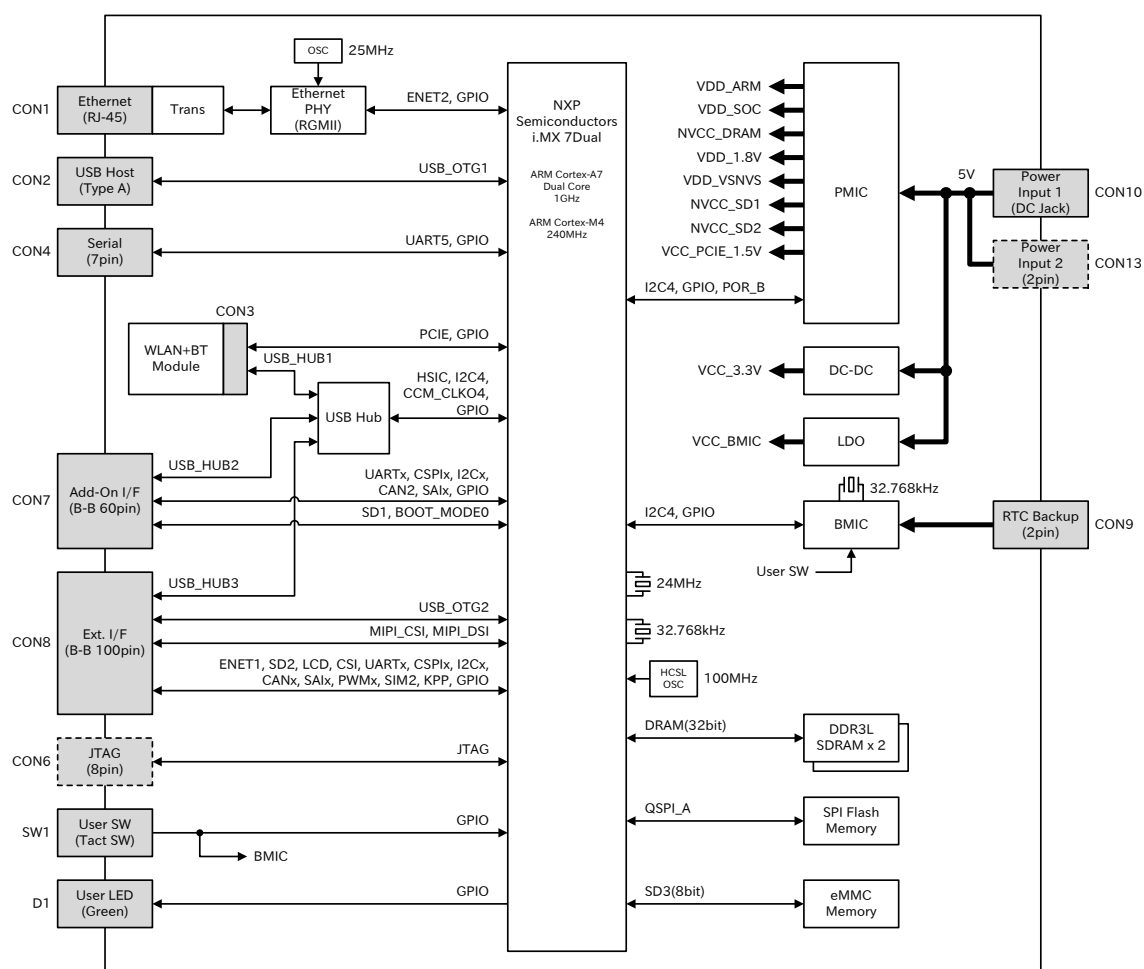 OSC
25MHz
CON1
Ethernet
(RJ-45)
Trans
Ethernet
PHY
(RGMII)
ENET2, GPIO
CON2
USB Host
(Type A)
USB_OTG1
CON4
Serial
(7pin)
UART5, GPIO
CON3
WLAN+BT
Module
PCIE, GPIO
USB_HUB1
USB Hub
HSIC, I2C4,
CCM_CLKO4,
GPIO
CON7
Add-On I/F
(B-B 60pin)
USB_HUB2
UARTx, CSPIx, I2Cx,
CAN2, SAIx, GPIO
SD1, BOOT_MODE0
CON8
Ext. I/F
(B-B 100pin)
USB_HUB3
USB_OTG2
MIPI_CSI, MIPI_DSI
ENET1, SD2, LCD, CSI, UARTx, CSPIx, I2Cx,
CANx, SAIx, PWMx, SIM2, KPP, GPIO
CON6
JTAG
(8pin)
JTAG
SW1
User SW
(Tact SW)
GPIO
BMIC
D1
User LED
(Green)
GPIO
NXP
Semiconductors
i.MX 7Dual
ARM Cortex-A7
Dual Core
1GHz
ARM Cortex-M4
240MHz
VDD_ARM
VDD_SOC
NVCC_DRAM
VDD_1.8V
VDD_VSNVS
NVCC_SD1
NVCC_SD2
VCC_PCIE_1.5V
I2C4, GPIO, POR_B
PMIC
5V
Power
Input 1
(DC Jack)
CON10
Power
Input 2
(2pin)
CON13
VCC_3.3V
DC-DC
VCC_BMIC
LDO
32.768kHz
I2C4, GPIO
BMIC
RTC Backup
(2pin)
CON9
User SW
24MHz
32.768kHz
HCSL
OSC
100MHz
DRAM(32bit)
DDR3L
SDRAM x 2
QSPI_A
SPI Flash
Memory
SD3(8bit)
eMMC
Memory